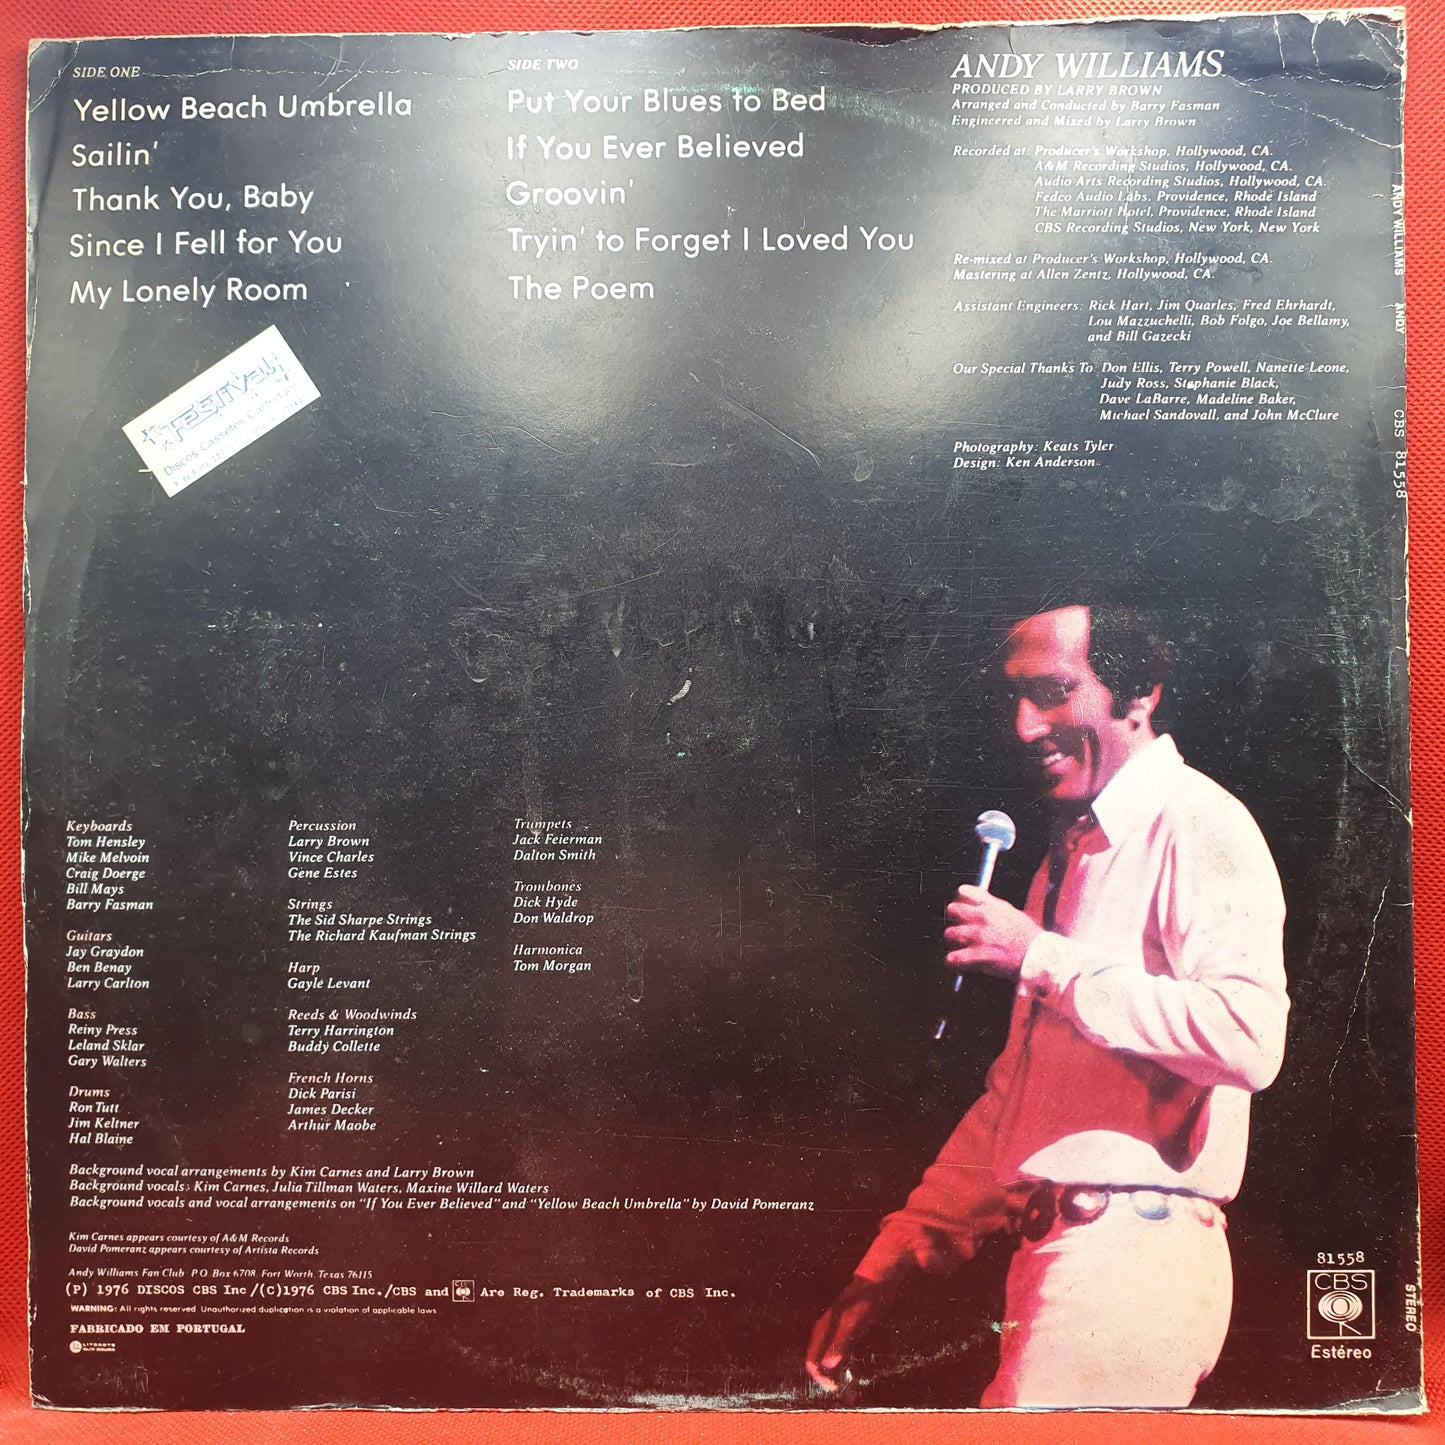 SIDE ONE
Yellow Beach Umbrella
Sailin'
Thank You, Baby
Since I Fell for You
My Lonely Room
SIDE TWO
Put Your Blues to Bed
If You Ever Believed
Groovin'
Tryin' to Forget I Loved You
The Poem
ANDY WILLIAMS
PRODUCED BY LARRY BROWN
Arranged and Conducted by Barry Fasman
Engineered and Mixed by Larry Brown
Recorded at: Producer's Workshop, Hollywood, CA.
A&M Recording Studios, Hollywood, CA.
Audio Arts Recording Studios, Hollywood, CA.
Fedco Audio Labs, Providence, Rhode Island
The Marriott Hotel, Providence, Rhode Island
CBS Recording Studios, New York, New York
Re-mixed at Producer's Workshop, Hollywood, CA.
Mastering at Allen Zentz, Hollywood, CA.
Assistant Engineers: Rick Hart, Jim Quarles, Fred Ehrhardt,
Lou Mazzuchelli, Bob Folgo, Joe Bellamy,
and Bill Gazecki
Our Special Thanks To: Don Ellis, Terry Powell, Nanette Leone,
Judy Ross, Stephanie Black,
Dave LaBarre, Madeline Baker,
Michael Sandovall, and John McClure
Photography: Keats Tyler
Design: Ken Anderson
ANDY WILLIAMS ANDY CBS 81558
STEREO
FESTIVAL
Discos Cassetes Cartridges
Keyboards
Tom Hensley
Mike Melvoin
Craig Doerge
Bill Mays
Barry Fasman
Guitars
Jay Graydon
Ben Benay
Larry Carlton
Bass
Reiny Press
Leland Sklar
Gary Walters
Drums
Ron Tutt
Jim Keltner
Hal Blaine
Percussion
Larry Brown
Vince Charles
Gene Estes
Strings
The Sid Sharpe Strings
The Richard Kaufman Strings
Harp
Gayle Levant
Reeds & Woodwinds
Terry Harrington
Buddy Collette
French Horns
Dick Parisi
James Decker
Arthur Maobe
Trumpets
Jack Feierman
Dalton Smith
Trombones
Dick Hyde
Don Waldrop
Harmonica
Tom Morgan
Background vocal arrangements by Kim Carnes and Larry Brown
Background vocals: Kim Carnes, Julia Tillman Waters, Maxine Willard Waters
Background vocals and vocal arrangements on "If You Ever Believed" and "Yellow Beach Umbrella" by David Pomeranz
Kim Carnes appears courtesy of A&M Records
David Pomeranz appears courtesy of Artista Records
Andy Williams Fan Club P.O. Box 6708, Fort Worth, Texas 76115
(P) 1976 DISCOS CBS Inc/(C)1976 CBS Inc./CBS and CBS Are Reg. Trademarks of CBS Inc.
WARNING: All rights reserved. Unauthorized duplication is a violation of applicable laws
FABRICADO EM PORTUGAL
81558
CBS
Estéreo